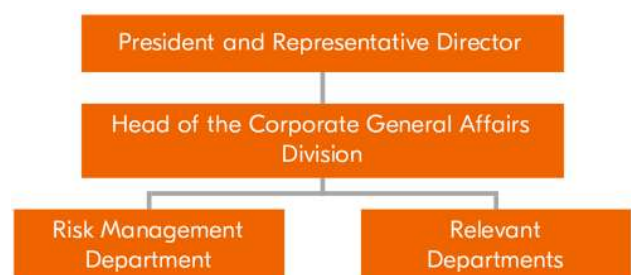 President and Representative Director
Head of the Corporate General Affairs
Division
Risk Management
Department
Relevant
Departments